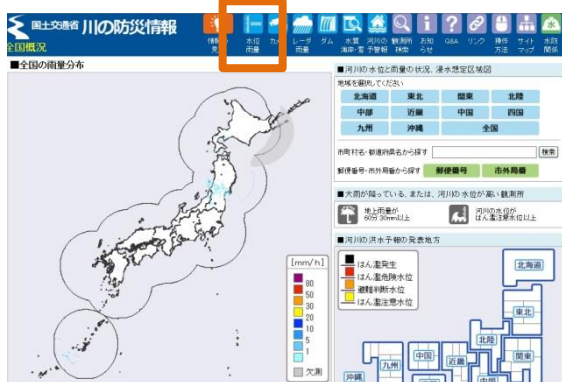 国土交通省 川の防災情報
全国概況
水位
雨量
カメラ
レーダ
雨量
ダム
水質
海岸・雪
河川の
予警報
観測所
検索
お知
らせ
Q&A
リンク
操作
方法
サイト
マップ
水防
関係
■全国の雨量分布
■河川の水位と雨量の状況、浸水想定区域図
地域を選択してください
北海道 東北 関東 北陸
中部 近畿 中国 四国
九州 沖縄 全国
市町村名・都道府県名から探す 検索
郵便番号・市外局番から探す 郵便番号 市外局番
■大雨が降っている、または、河川の水位が高い観測所
地上雨量が
60分30mm以上
河川の水位が
はん濫注意水位以上
■河川の洪水予報の発表地方
はん濫発生
はん濫危険水位
避難判断水位
はん濫注意水位
北海道
東北
北陸
関東
中国
近畿
九州
中部
沖縄
[mm/h]
80
50
30
20
10
5
1
欠測